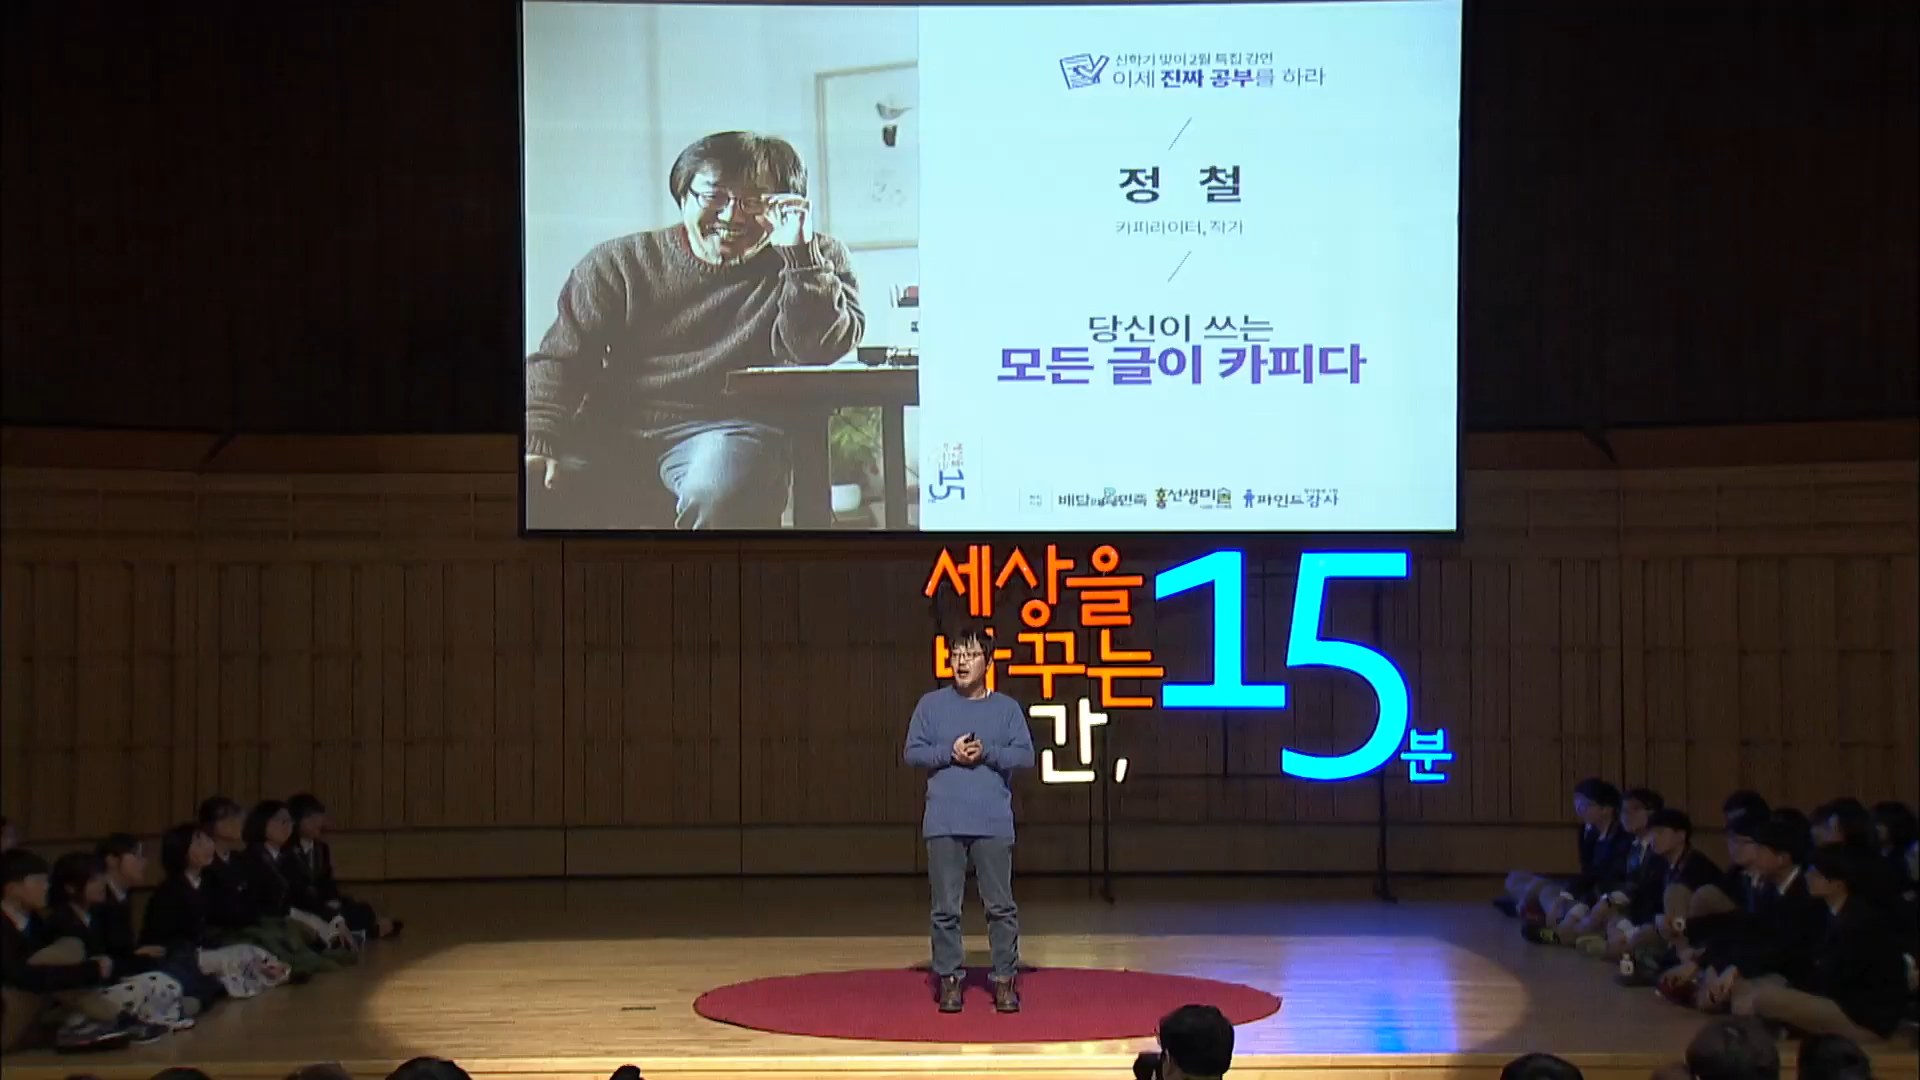 신학기 맞이 2월 특집 강연
이제 진짜 공부를 하라
정 철
카피라이터, 작가
당신이 쓰는
모든 글이 카피다
15
배달의민족 홍선생미술 파인드강사
세상을
바꾸는
간,
15분